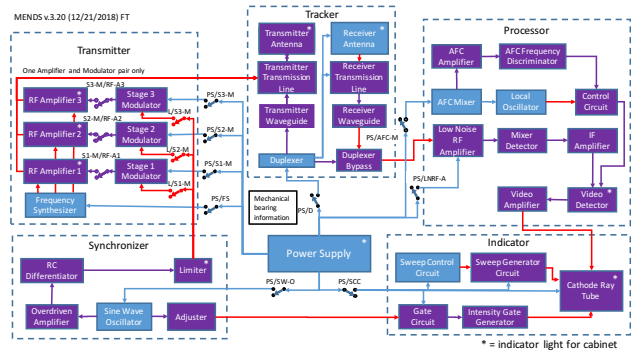 MENDS v.3.20 (12/21/2018) FT
Transmitter
One Amplifier and Modulator pair only
RF Amplifier 3
*
S3-M/RF-A3
Stage 3
Modulator
L/S3-M
PS/S3-M
RF Amplifier 2
*
S2-M/RF-A2
Stage 2
Modulator
L/S2-M
PS/S2-M
RF Amplifier 1
*
S1-M/RF-A1
Stage 1
Modulator
L/S1-M
PS/S1-M
Frequency
Synthesizer
PS/FS
Tracker
Transmitter
Antenna
*
Receiver
Antenna
*
Transmitter
Transmission
Line
Receiver
Transmission
Line
Transmitter
Waveguide
Receiver
Waveguide
Duplexer
Duplexer
Bypass
PS/AFC-M
PS/LNRF-A
PS/D
Mechanical
bearing
information
Power Supply
*
PS/SW-O
PS/SCC
Processor
AFC
Amplifier
AFC Frequency
Discriminator
AFC Mixer
Local
Oscillator
Control
Circuit
Low Noise
RF
Amplifier
Mixer
Detector
IF
Amplifier
Video
Amplifier
Video
Detector
*
Synchronizer
RC
Differentiator
Limiter
*
Overdriven
Amplifier
Sine Wave
Oscillator
Adjuster
Indicator
Sweep Control
Circuit
Sweep Generator
Circuit
*
Cathode Ray
Tube
*
Gate
Circuit
Intensity Gate
Generator
* = indicator light for cabinet